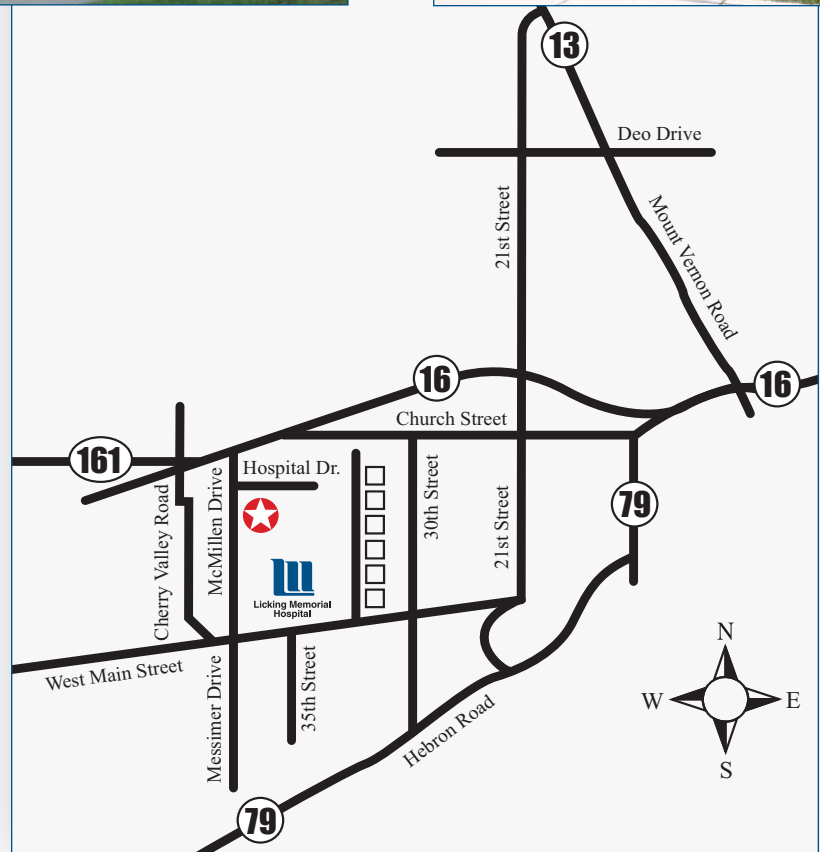 13
Deo Drive
21st Street
Mount Vernon Road
16
16
Church Street
161
Hospital Dr.
Cherry Valley Road
McMillen Drive
30th Street
21st Street
79
Licking Memorial
Hospital
West Main Street
Messimer Drive
35th Street
Hebron Road
79
N
W
E
S